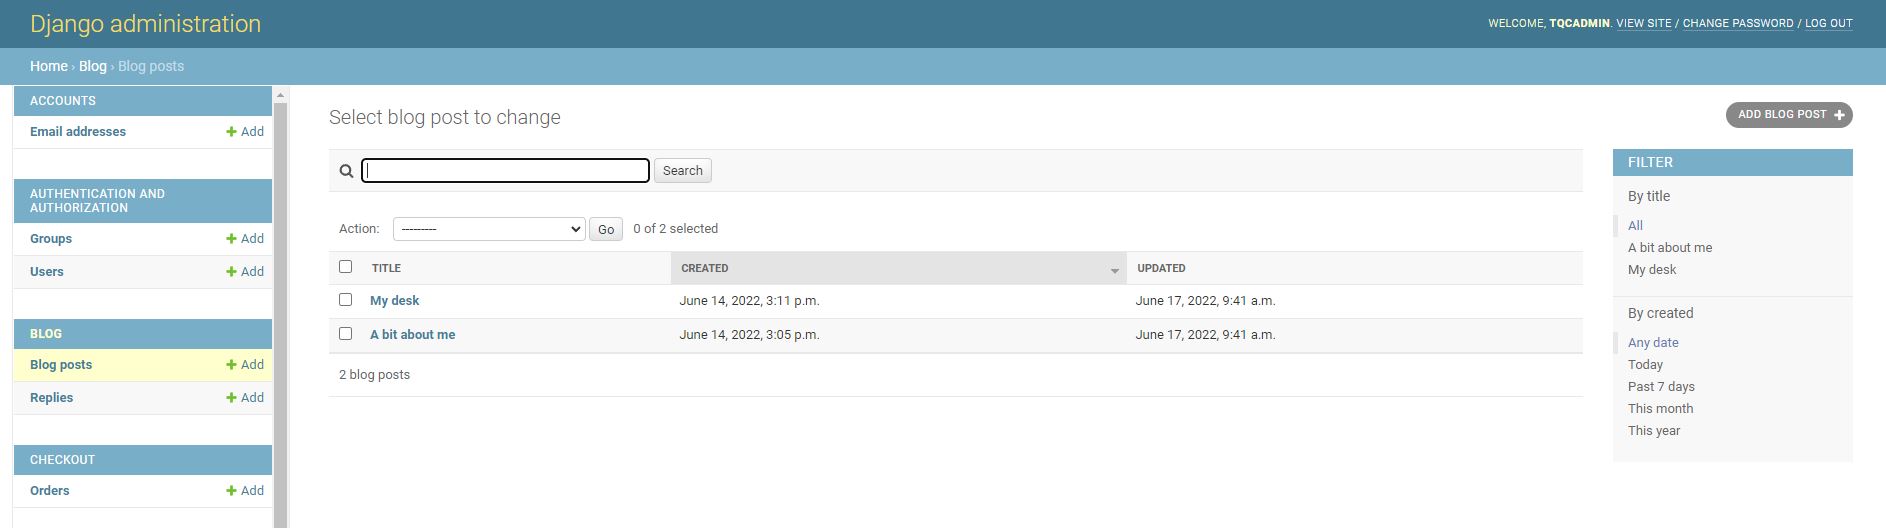 Django administration
WELCOME, TQCADMIN. VIEW SITE / CHANGE PASSWORD / LOG OUT
Home › Blog › Blog posts
ACCOUNTS
Email addresses Add
AUTHENTICATION AND
AUTHORIZATION
Groups Add
Users Add
BLOG
Blog posts Add
Replies Add
CHECKOUT
Orders Add
Select blog post to change
ADD BLOG POST
Search
Action: --------- Go 0 of 2 selected
TITLE CREATED UPDATED
My desk June 14, 2022, 3:11 p.m. June 17, 2022, 9:41 a.m.
A bit about me June 14, 2022, 3:05 p.m. June 17, 2022, 9:41 a.m.
2 blog posts
FILTER
By title
All
A bit about me
My desk
By created
Any date
Today
Past 7 days
This month
This year